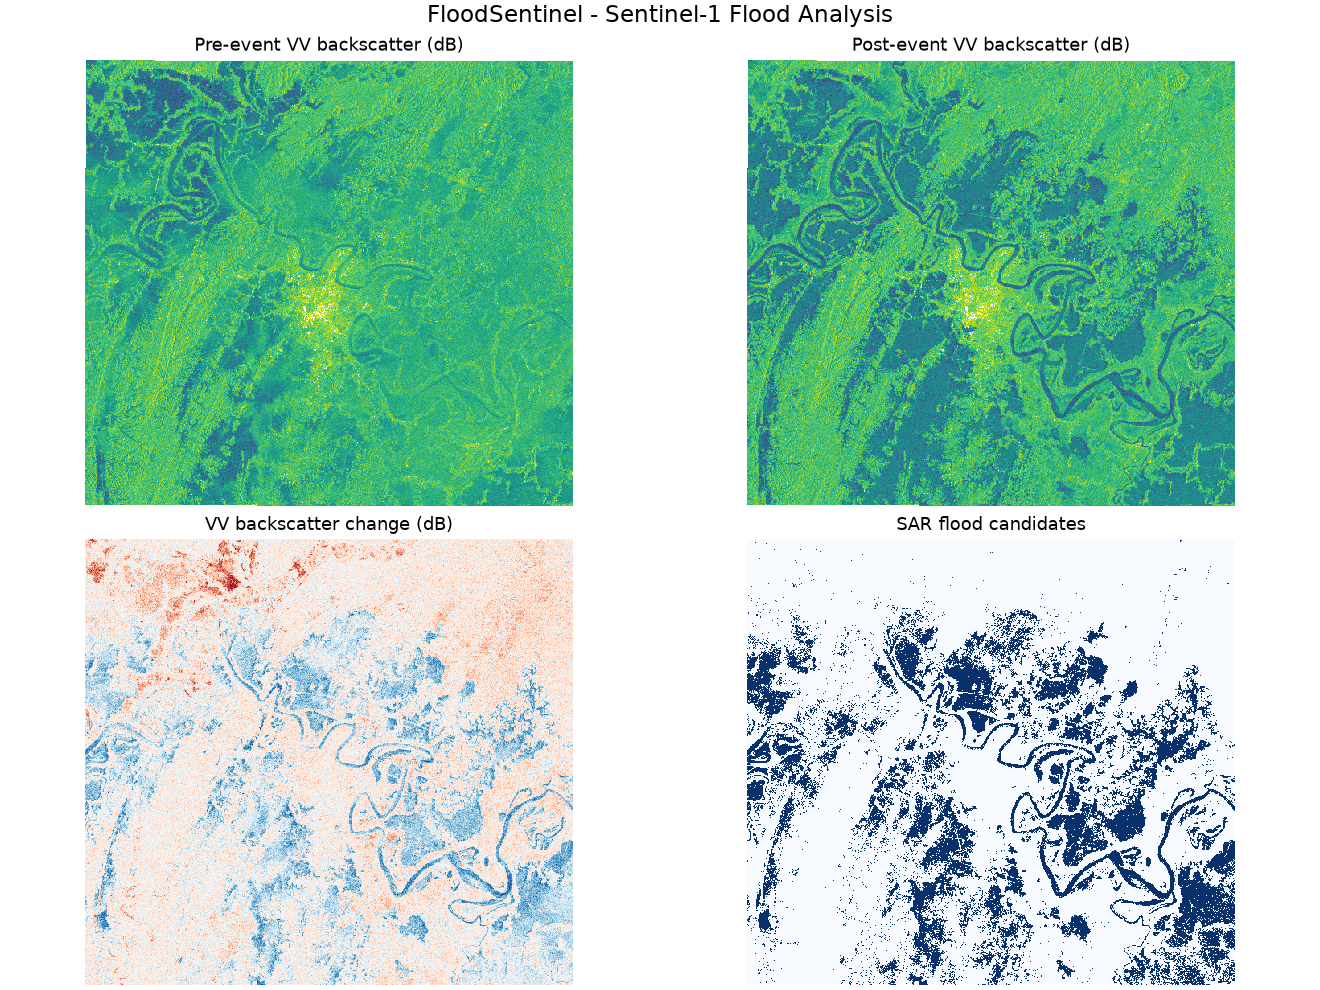 FloodSentinel - Sentinel-1 Flood Analysis
Pre-event VV backscatter (dB)
Post-event VV backscatter (dB)
VV backscatter change (dB)
SAR flood candidates